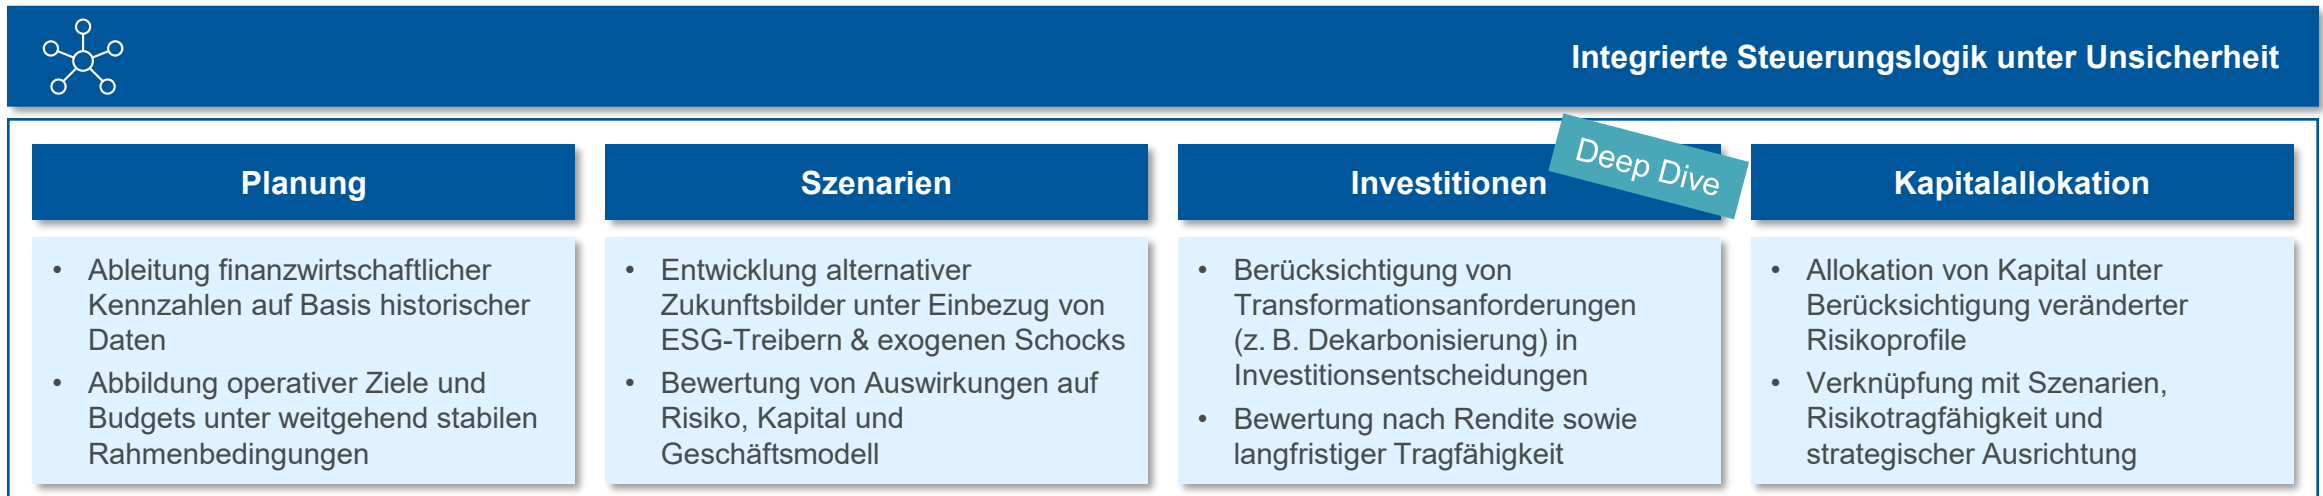 Integrierte Steuerungslogik unter Unsicherheit
Planung
• Ableitung finanzwirtschaftlicher
Kennzahlen auf Basis historischer
Daten
• Abbildung operativer Ziele und
Budgets unter weitgehend stabilen
Rahmenbedingungen
Szenarien
• Entwicklung alternativer
Zukunftsbilder unter Einbezug von
ESG-Treibern & exogenen Schocks
• Bewertung von Auswirkungen auf
Risiko, Kapital und
Geschäftsmodell
Investitionen
Deep Dive
• Berücksichtigung von
Transformationsanforderungen
(z. B. Dekarbonisierung) in
Investitionsentscheidungen
• Bewertung nach Rendite sowie
langfristiger Tragfähigkeit
Kapitalallokation
• Allokation von Kapital unter
Berücksichtigung veränderter
Risikoprofile
• Verknüpfung mit Szenarien,
Risikotragfähigkeit und
strategischer Ausrichtung